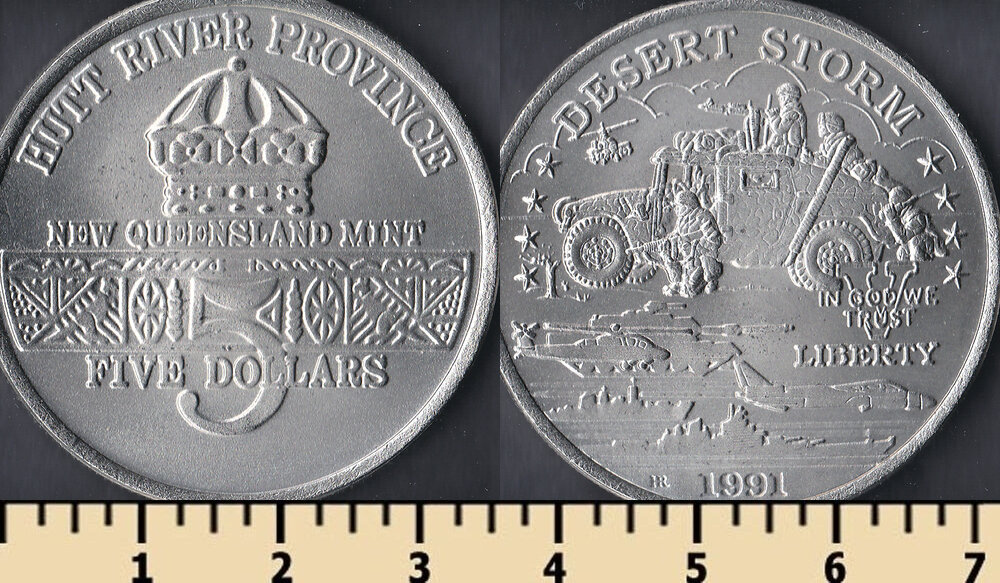 HUTT RIVER PROVINCE
NEW QUEENSLAND MINT
5
FIVE DOLLARS
DESERT STORM
V
IN GOD WE
TRUST
LIBERTY
HR 1991
1 2 3 4 5 6 7